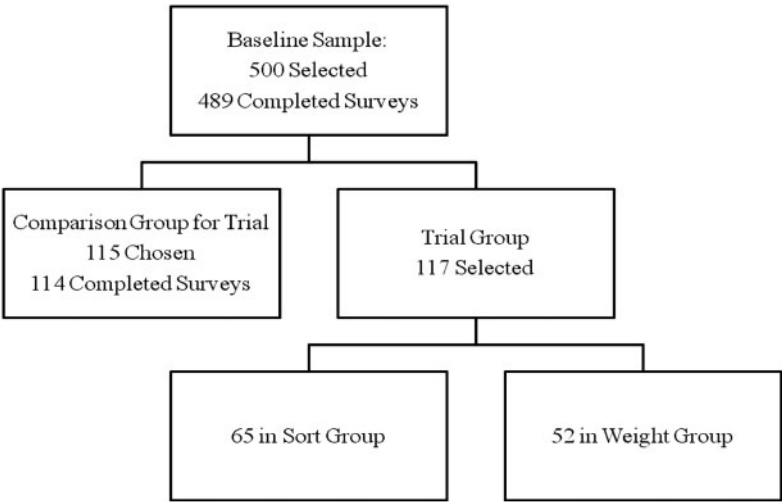 Baseline Sample:
500 Selected
489 Completed Surveys
Comparison Group for Trial
115 Chosen
114 Completed Surveys
Trial Group
117 Selected
65 in Sort Group
52 in Weight Group